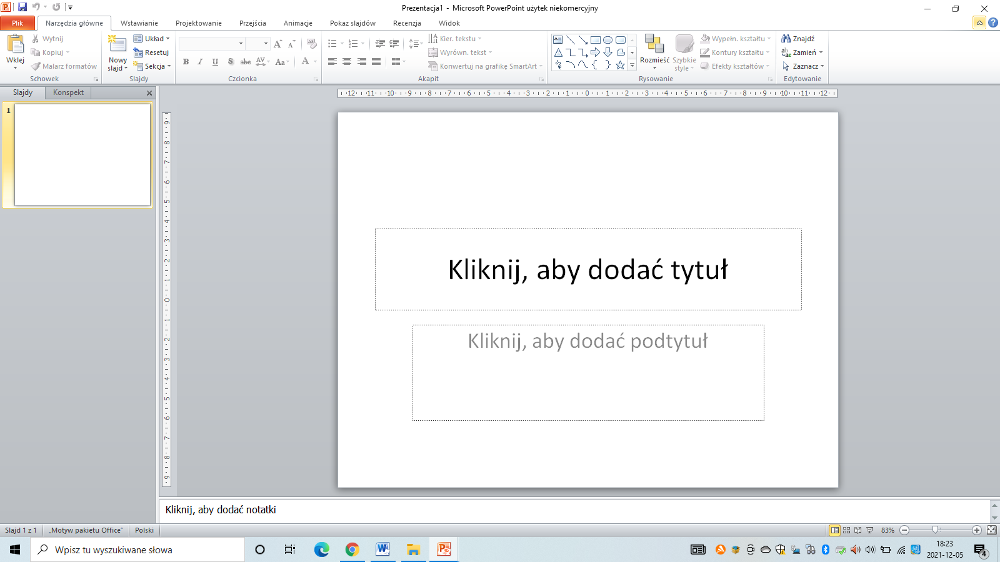 Prezentacja1 - Microsoft PowerPoint użytek niekomercyjny
Plik
Narzędzia główne
Wstawianie
Projektowanie
Przejścia
Animacje
Pokaz slajdów
Recenzja
Widok
Wklej
Wytnij
Kopiuj
Malarz formatów
Schowek
Nowy slajd
Układ
Resetuj
Sekcja
Slajdy
Czcionka
Kier. tekstu
Wyrówn. tekst
Konwertuj na grafikę SmartArt
Akapit
Rozmieść
Szybkie style
Wypełn. kształtu
Kontury kształtu
Efekty kształtów
Rysowanie
Znajdź
Zamień
Zaznacz
Edytowanie
Slajdy
Konspekt
1
12 11 10 9 8 7 6 5 4 3 2 1 0 1 2 3 4 5 6 7 8 9 10 11 12
9 8 7 6 5 4 3 2 1 0 1 2 3 4 5 6 7 8 9
Kliknij, aby dodać tytuł
Kliknij, aby dodać podtytuł
Kliknij, aby dodać notatki
Slajd 1 z 1
„Motyw pakietu Office”
Polski
83%
Wpisz tu wyszukiwane słowa
18:23
2021-12-05
4